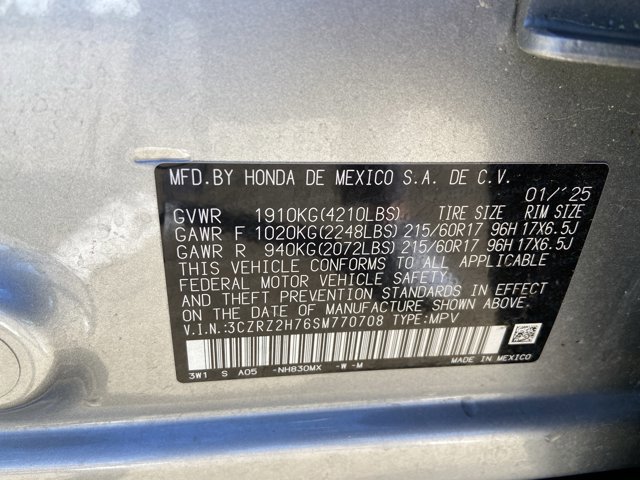 MFD.BY HONDA DE MEXICO S.A. DE C.V.
01/'25
GVWR 1910KG(4210LBS) TIRE SIZE RIM SIZE
GAWR F 1020KG(2248LBS) 215/60R17 96H 17X6.5J
GAWR R 940KG(2072LBS) 215/60R17 96H 17X6.5J
THIS VEHICLE CONFORMS TO ALL APPLICABLE
FEDERAL MOTOR VEHICLE SAFETY,
AND THEFT PREVENTION STANDARDS IN EFFECT
ON THE DATE OF MANUFACTURE SHOWN ABOVE.
V.I.N.:3CZRZ2H76SM770708 TYPE:MPV
3W1 S A05 -NH830MX -W -M MADE IN MEXICO